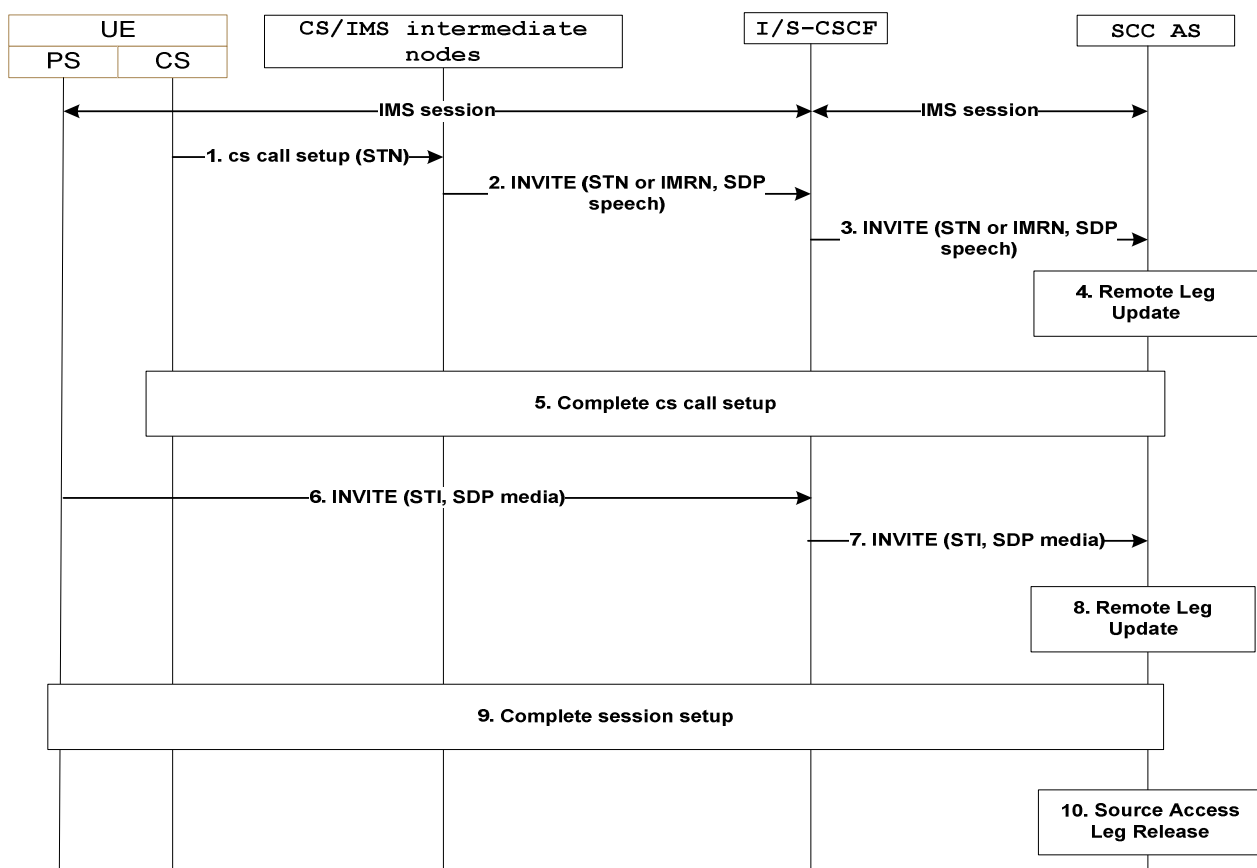 UE
PS
CS
CS/IMS intermediate
nodes
I/S-CSCF
SCC AS
IMS session
IMS session
1. cs call setup (STN)
2. INVITE (STN or IMRN, SDP
speech)
3. INVITE (STN or IMRN, SDP
speech)
4. Remote Leg
Update
5. Complete cs call setup
6. INVITE (STI, SDP media)
7. INVITE (STI, SDP media)
8. Remote Leg
Update
9. Complete session setup
10. Source Access
Leg Release